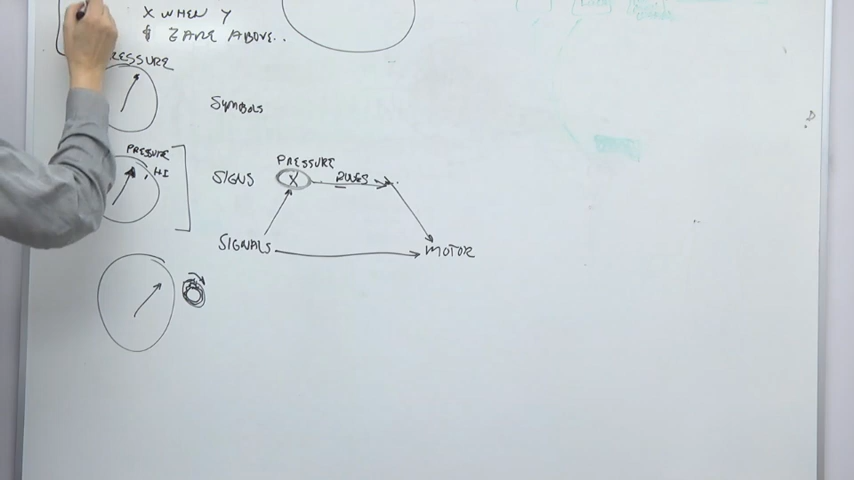 X WHEN Y
& Z ARE ABOVE..
PRESSURE
SYMBOLS
PRESSURE
HI
SIGNS
PRESSURE
X
RULES
SIGNALS
MOTOR